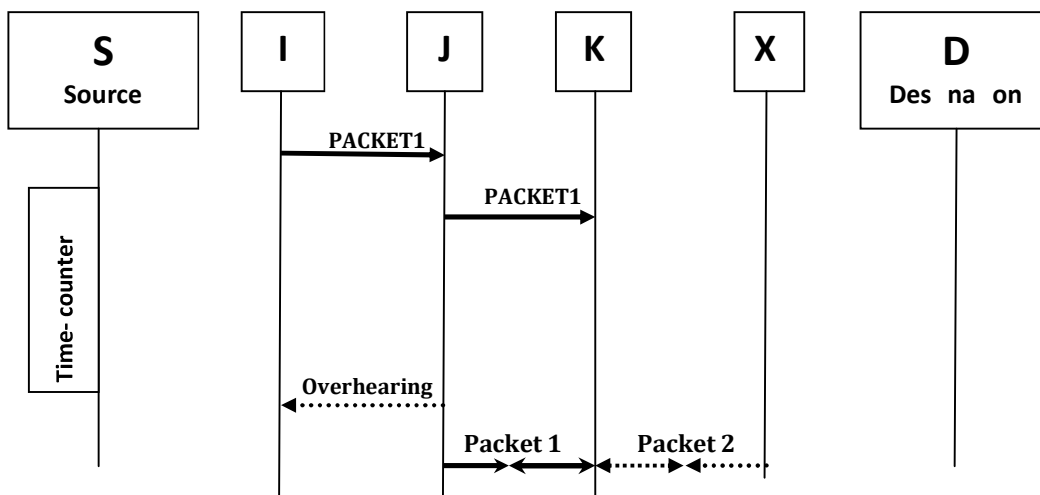 S
Source
I
J
K
X
D
Des na on
PACKET1
PACKET1
Time- counter
Overhearing
Packet 1
Packet 2